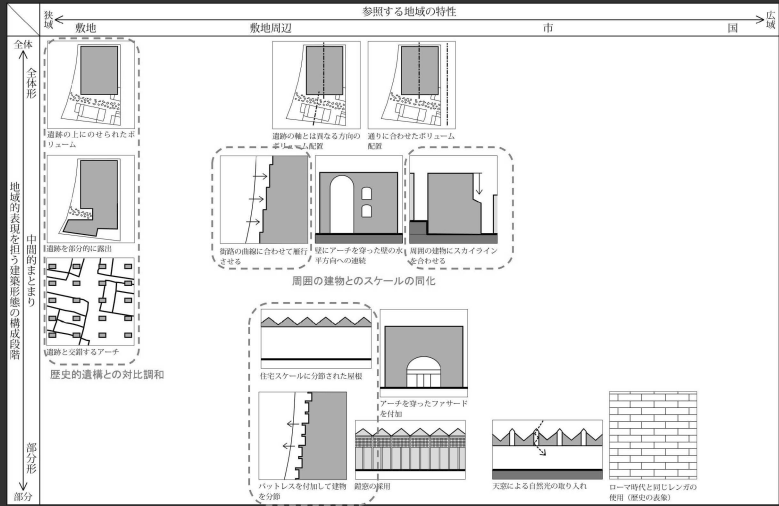 参照する地域の特性
狭域
広域
敷地
敷地周辺
市
国
全体
全体形
地域的表現を担う建築形態の構成段階
中間的まとまり
部分形
部分
遺跡の上にのせられたボ
リューム
遺跡の軸とは異なる方向の
ボリューム配置
通りに合わせたボリューム
配置
遺跡を部分的に露出
街路の曲線に合わせて雁行
させる
壁にアーチを穿った壁の水
平方向への連続
周囲の建物にスカイライン
を合わせる
周囲の建物とのスケールの同化
遺跡と交錯するアーチ
歴史的遺構との対比調和
住宅スケールに分節された屋根
アーチを穿ったファサード
を付加
バットレスを付加して建物
を分節
鎧窓の採用
天窓による自然光の取り入れ
ローマ時代と同じレンガの
使用（歴史の表象）